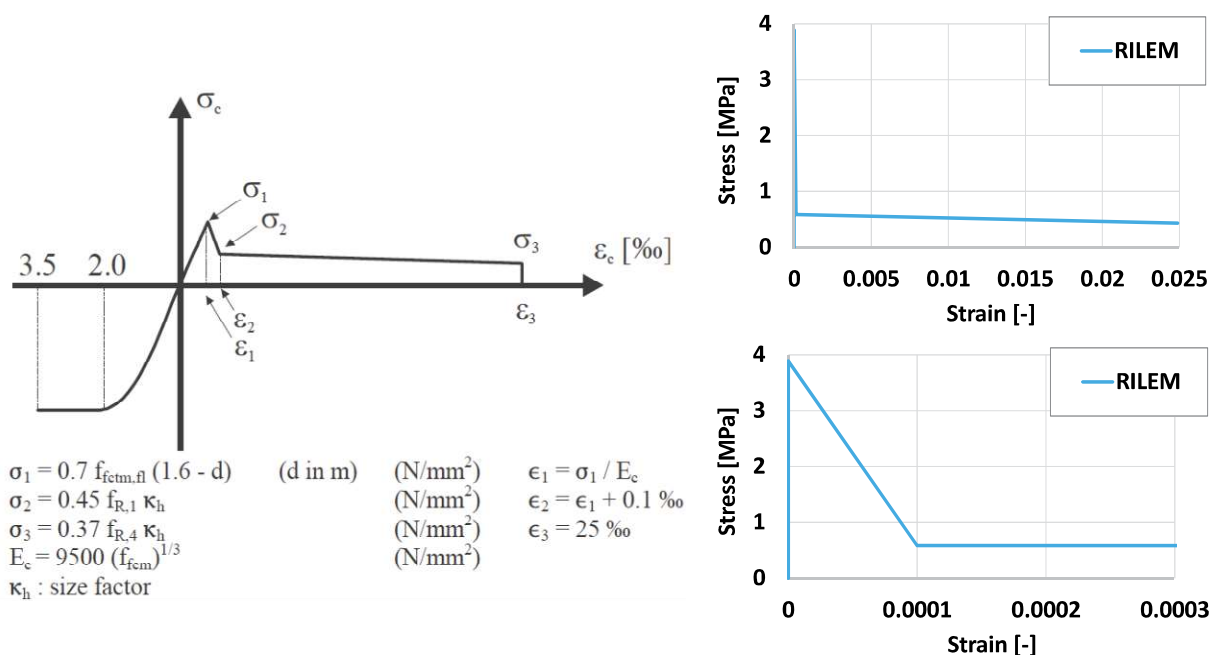 σc
σ1
σ2
σ3
εc [‰]
3.5
2.0
ε2
ε3
ε1
σ1 = 0.7 ffctm,fl (1.6 - d) (d in m) (N/mm²) ϵ1 = σ1 / Ec
σ2 = 0.45 fR,1 κh (N/mm²) ϵ2 = ϵ1 + 0.1 ‰
σ3 = 0.37 fR,4 κh (N/mm²) ϵ3 = 25 ‰
Ec = 9500 (ffcm)1/3 (N/mm²)
κh : size factor
4
3
2
1
0
Stress [MPa]
RILEM
0 0.005 0.01 0.015 0.02 0.025
Strain [-]
4
3
2
1
0
Stress [MPa]
RILEM
0 0.0001 0.0002 0.0003
Strain [-]